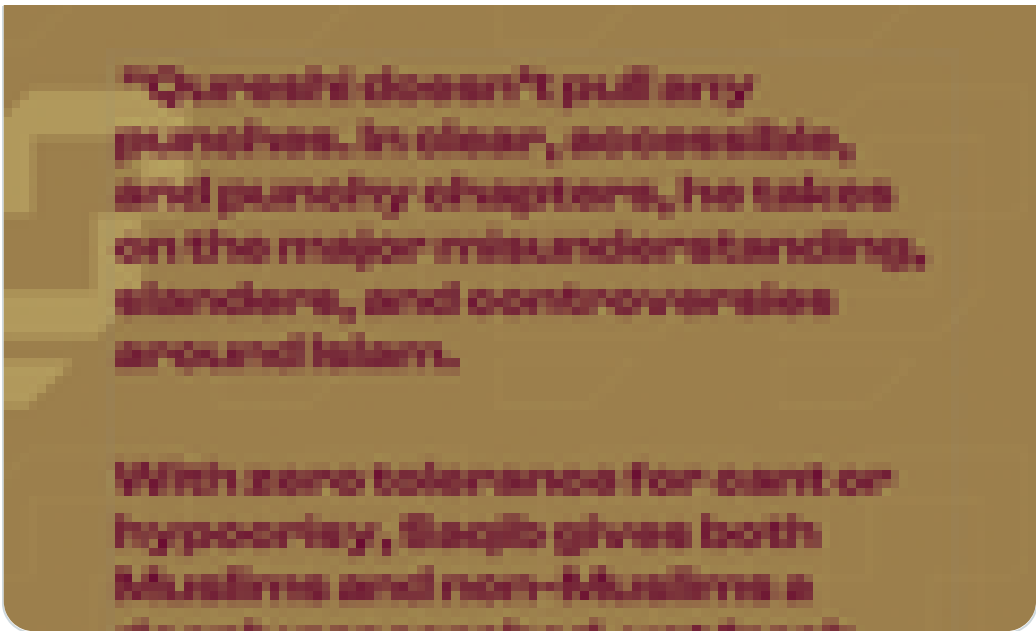 "Qureshi doesn't pull any
punches. In clear, accessible,
and punchy chapters, he takes
on the major misunderstanding,
slanders, and controversies
around Islam.
With zero tolerance for cant or
hypocrisy, Saqib gives both
Muslims and non-Muslims a